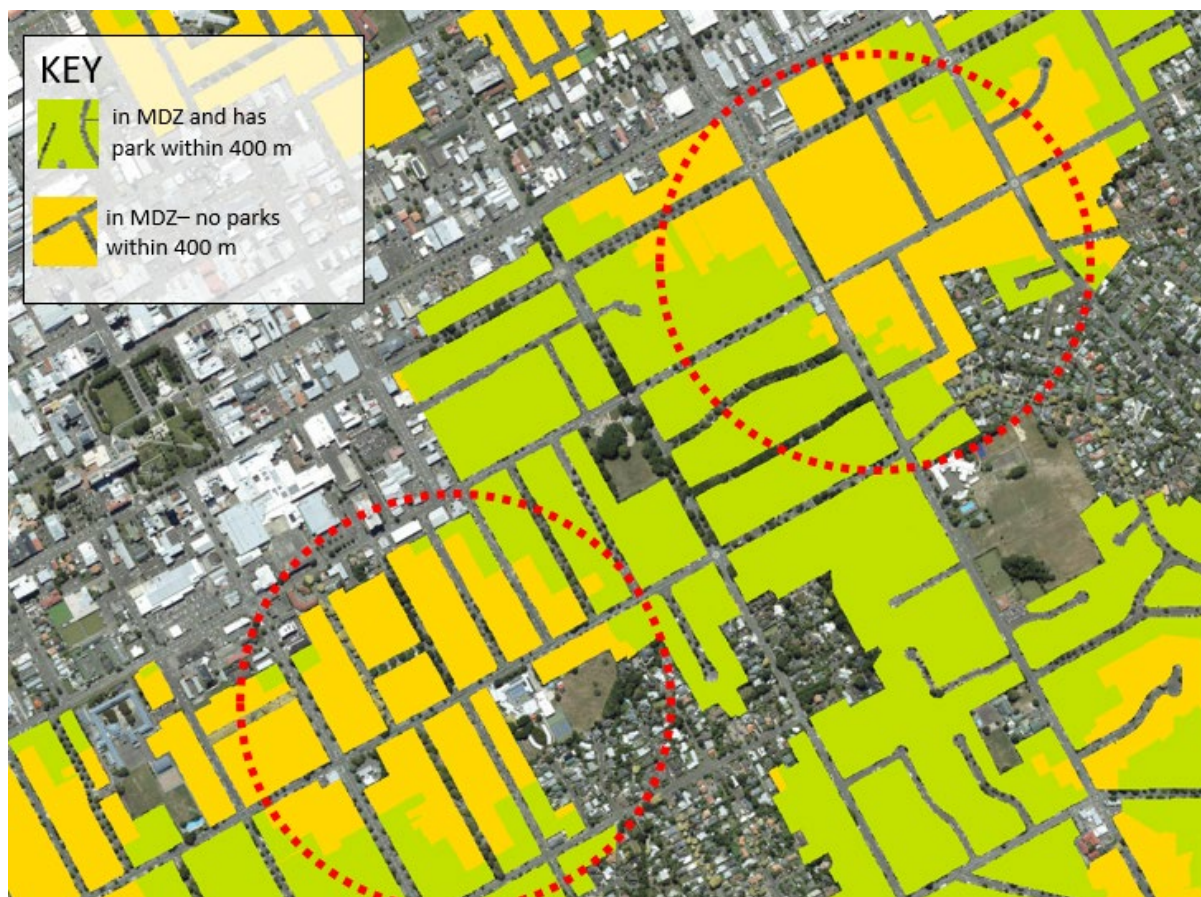 KEY
in MDZ and has
park within 400 m
in MDZ– no parks
within 400 m